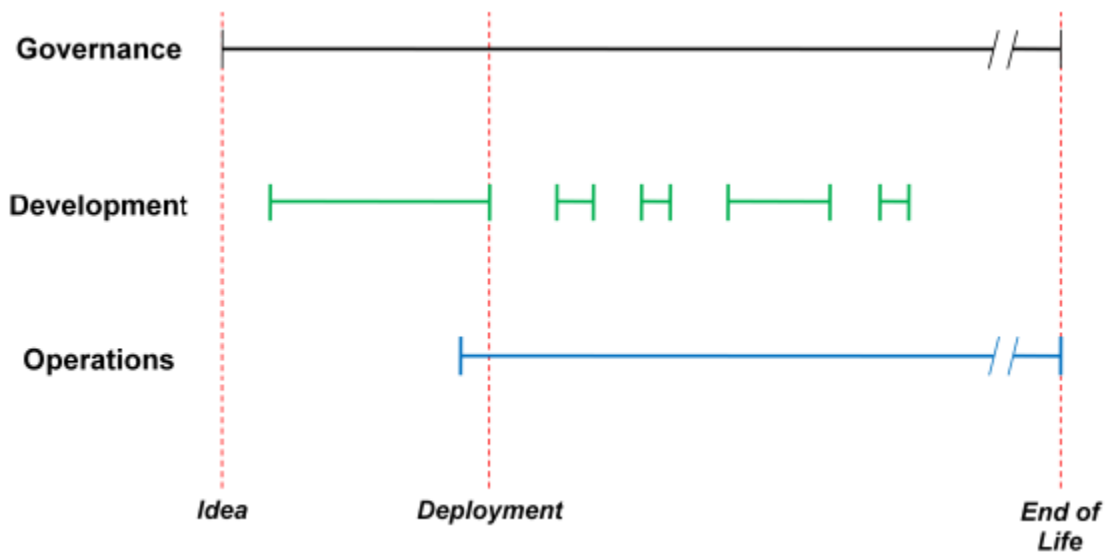 Governance
Development
Operations
Idea
Deployment
End of
Life